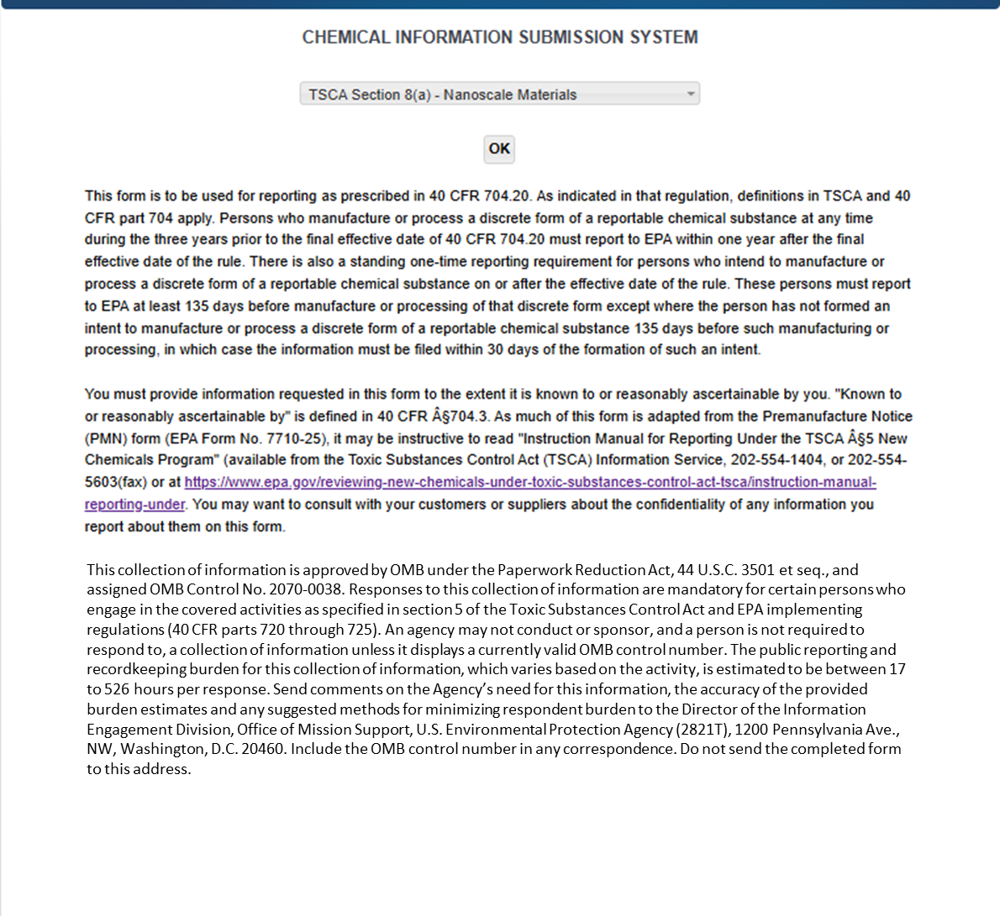 CHEMICAL INFORMATION SUBMISSION SYSTEM
TSCA Section 8(a) - Nanoscale Materials
OK
This form is to be used for reporting as prescribed in 40 CFR 704.20. As indicated in that regulation, definitions in TSCA and 40
CFR part 704 apply. Persons who manufacture or process a discrete form of a reportable chemical substance at any time
during the three years prior to the final effective date of 40 CFR 704.20 must report to EPA within one year after the final
effective date of the rule. There is also a standing one-time reporting requirement for persons who intend to manufacture or
process a discrete form of a reportable chemical substance on or after the effective date of the rule. These persons must report
to EPA at least 135 days before manufacture or processing of that discrete form except where the person has not formed an
intent to manufacture or process a discrete form of a reportable chemical substance 135 days before such manufacturing or
processing, in which case the information must be filed within 30 days of the formation of such an intent.
You must provide information requested in this form to the extent it is known to or reasonably ascertainable by you. "Known to
or reasonably ascertainable by" is defined in 40 CFR Â§704.3. As much of this form is adapted from the Premanufacture Notice
(PMN) form (EPA Form No. 7710-25), it may be instructive to read "Instruction Manual for Reporting Under the TSCA Â§5 New
Chemicals Program" (available from the Toxic Substances Control Act (TSCA) Information Service, 202-554-1404, or 202-554-
5603(fax) or at https://www.epa.gov/reviewing-new-chemicals-under-toxic-substances-control-act-tsca/instruction-manual-
reporting-under. You may want to consult with your customers or suppliers about the confidentiality of any information you
report about them on this form.
This collection of information is approved by OMB under the Paperwork Reduction Act, 44 U.S.C. 3501 et seq., and
assigned OMB Control No. 2070-0038. Responses to this collection of information are mandatory for certain persons who
engage in the covered activities as specified in section 5 of the Toxic Substances Control Act and EPA implementing
regulations (40 CFR parts 720 through 725). An agency may not conduct or sponsor, and a person is not required to
respond to, a collection of information unless it displays a currently valid OMB control number. The public reporting and
recordkeeping burden for this collection of information, which varies based on the activity, is estimated to be between 17
to 526 hours per response. Send comments on the Agency’s need for this information, the accuracy of the provided
burden estimates and any suggested methods for minimizing respondent burden to the Director of the Information
Engagement Division, Office of Mission Support, U.S. Environmental Protection Agency (2821T), 1200 Pennsylvania Ave.,
NW, Washington, D.C. 20460. Include the OMB control number in any correspondence. Do not send the completed form
to this address.